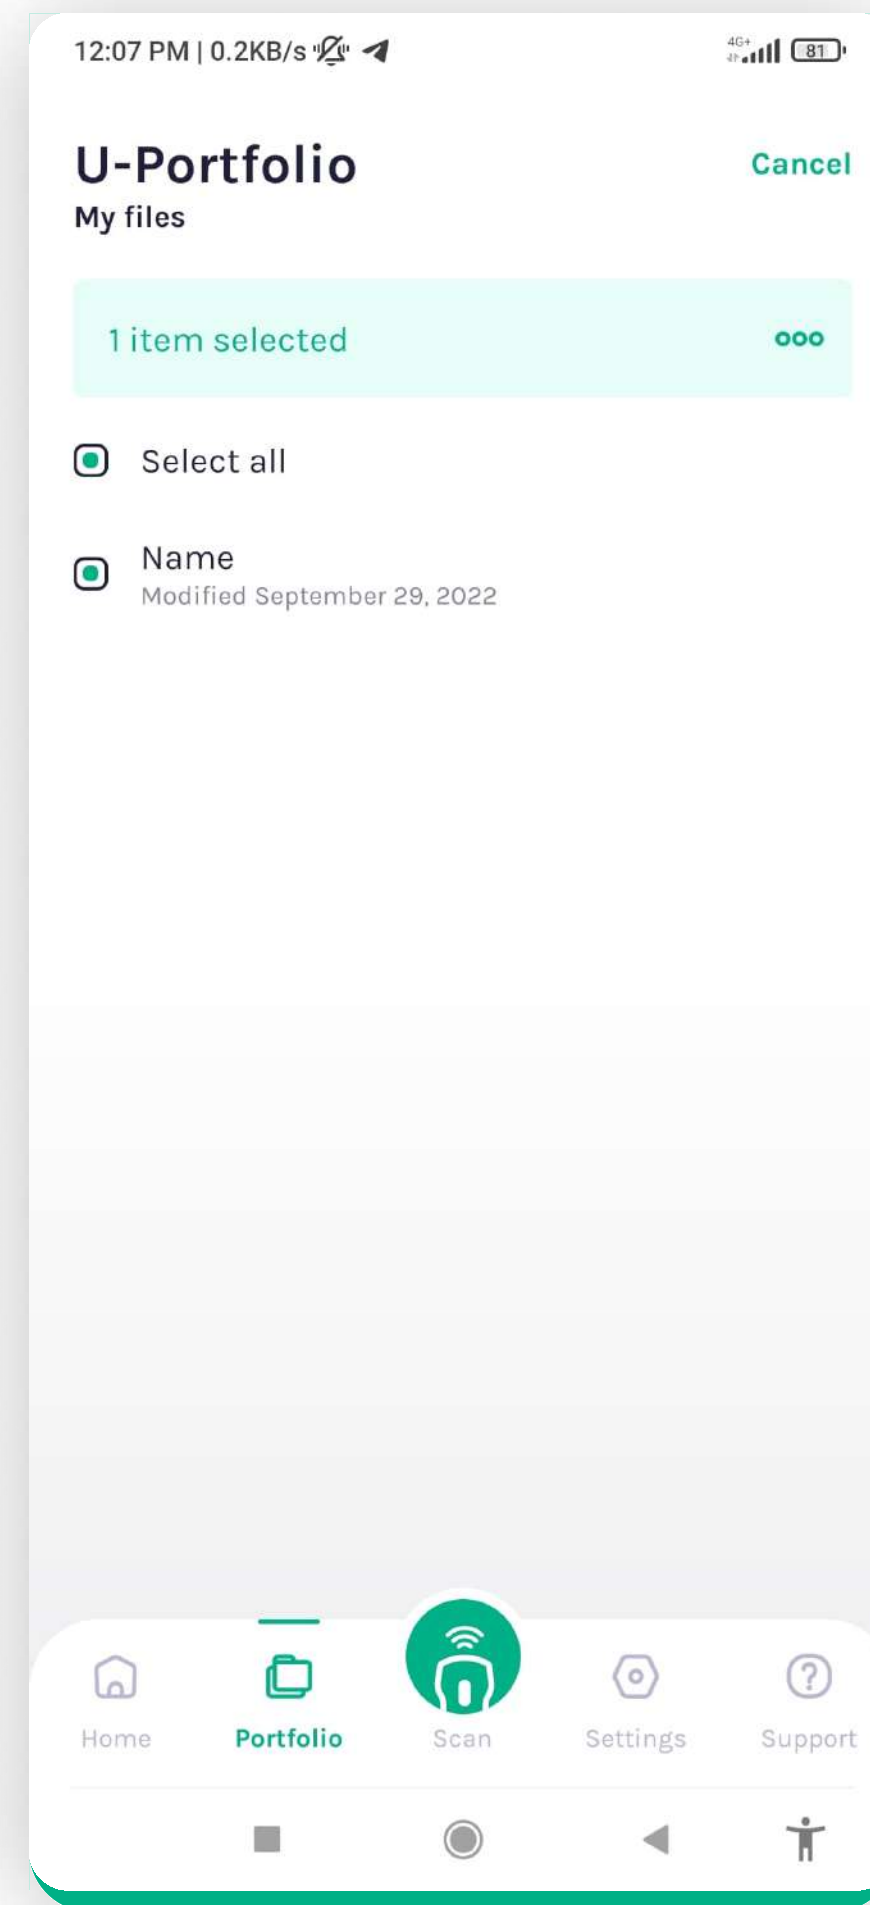 12:07 PM | 0.2KB/s
4G+
81
U-Portfolio
Cancel
My files
1 item selected
Select all
Name
Modified September 29, 2022
Home
Portfolio
Scan
Settings
Support